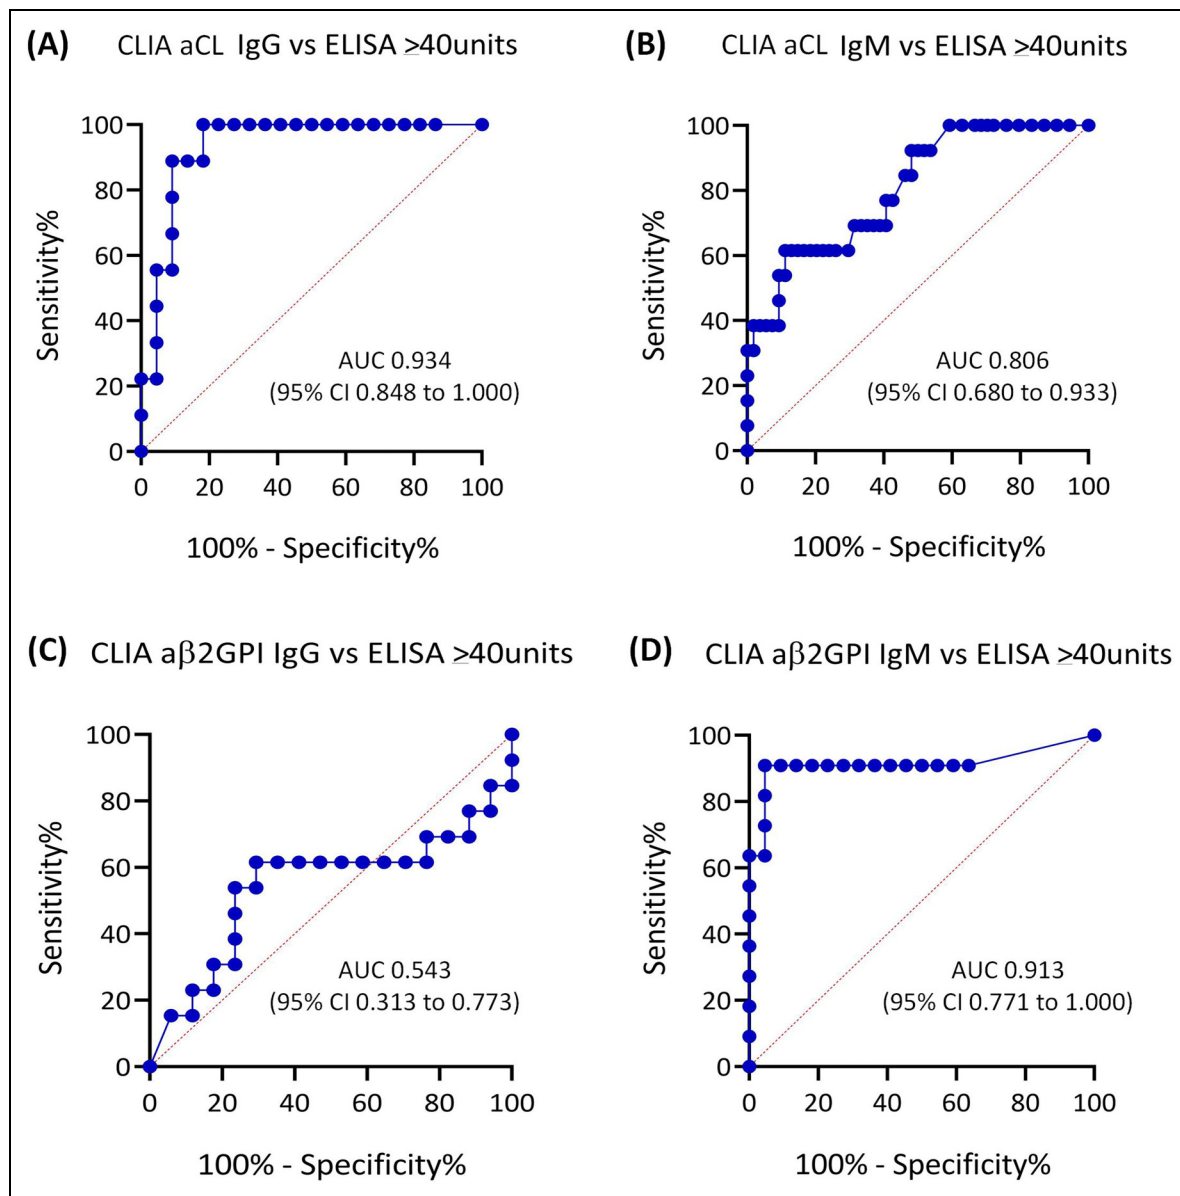 (A) CLIA aCL IgG vs ELISA ≥40units
100
80
60
40
20
0
Sensitivity%
AUC 0.934
(95% CI 0.848 to 1.000)
0 20 40 60 80 100
100% - Specificity%
(B) CLIA aCL IgM vs ELISA ≥40units
100
80
60
40
20
0
Sensitivity%
AUC 0.806
(95% CI 0.680 to 0.933)
0 20 40 60 80 100
100% - Specificity%
(C) CLIA aβ2GPI IgG vs ELISA ≥40units
100
80
60
40
20
0
Sensitivity%
AUC 0.543
(95% CI 0.313 to 0.773)
0 20 40 60 80 100
100% - Specificity%
(D) CLIA aβ2GPI IgM vs ELISA ≥40units
100
80
60
40
20
0
Sensitivity%
AUC 0.913
(95% CI 0.771 to 1.000)
0 20 40 60 80 100
100% - Specificity%